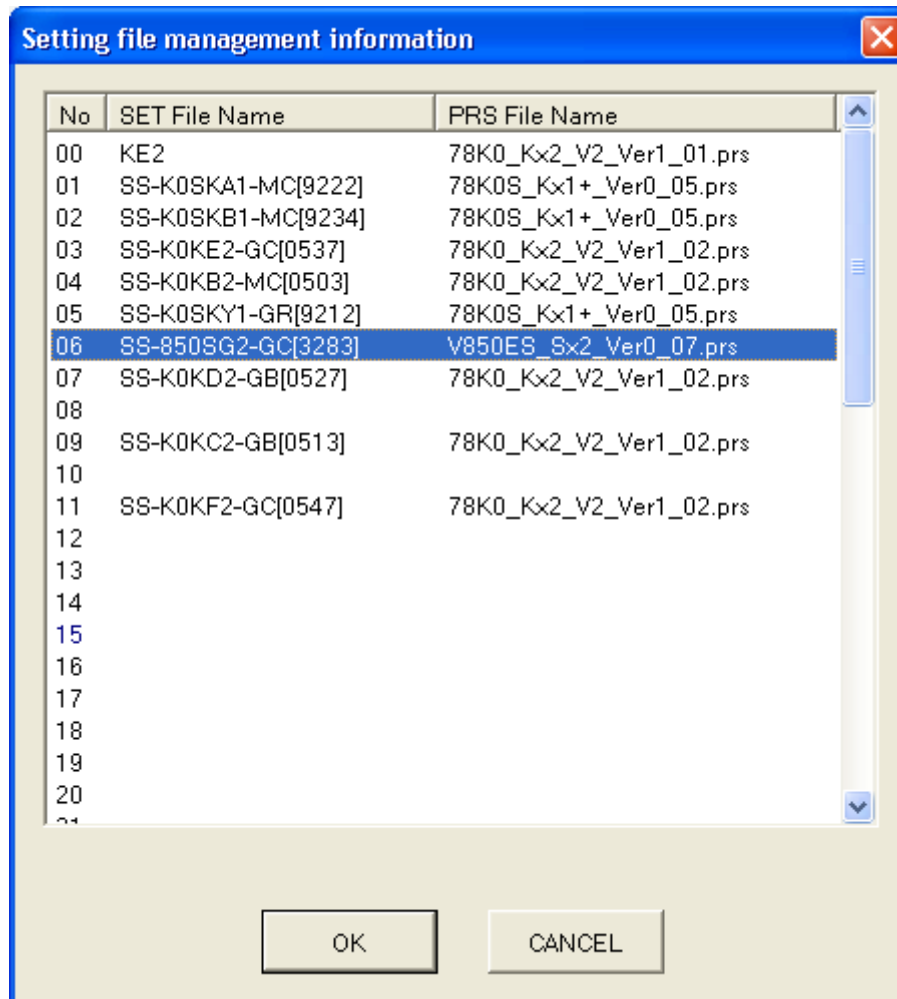 Setting file management information
No SET File Name PRS File Name
00 KE2 78K0_Kx2_V2_Ver1_01.prs
01 SS-K0SKA1-MC[9222] 78K0S_Kx1+_Ver0_05.prs
02 SS-K0SKB1-MC[9234] 78K0S_Kx1+_Ver0_05.prs
03 SS-K0KE2-GC[0537] 78K0_Kx2_V2_Ver1_02.prs
04 SS-K0KB2-MC[0503] 78K0_Kx2_V2_Ver1_02.prs
05 SS-K0SKY1-GR[9212] 78K0S_Kx1+_Ver0_05.prs
06 SS-850SG2-GC[3283] V850ES_Sx2_Ver0_07.prs
07 SS-K0KD2-GB[0527] 78K0_Kx2_V2_Ver1_02.prs
08
09 SS-K0KC2-GB[0513] 78K0_Kx2_V2_Ver1_02.prs
10
11 SS-K0KF2-GC[0547] 78K0_Kx2_V2_Ver1_02.prs
12
13
14
15
16
17
18
19
20
OK CANCEL